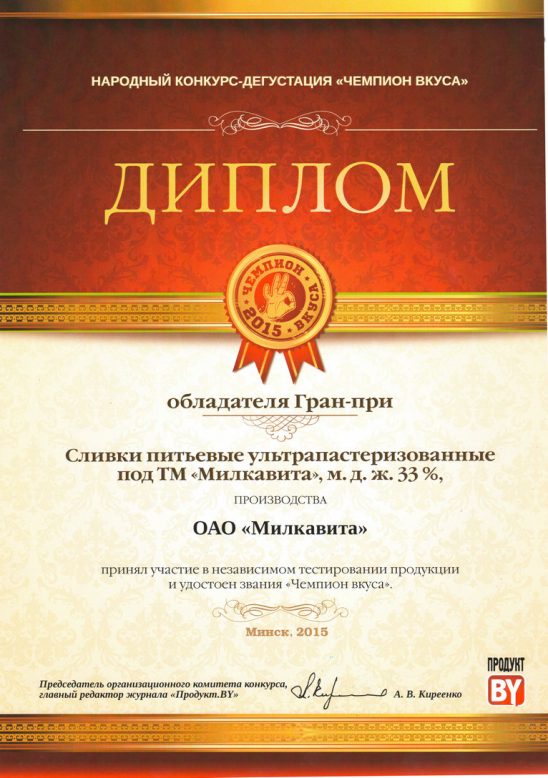 НАРОДНЫЙ КОНКУРС-ДЕГУСТАЦИЯ «ЧЕМПИОН ВКУСА»
ДИПЛОМ
ЧЕМПИОН
ВКУСА
2015
обладателя Гран-при
Сливки питьевые ультрапастеризованные
под ТМ «Милкавита», м. д. ж. 33 %,
ПРОИЗВОДСТВА
ОАО «Милкавита»
принял участие в независимом тестировании продукции
и удостоен звания «Чемпион вкуса».
Минск. 2015
Председатель организационного комитета конкурса,
главный редактор журнала «Продукт.BY»
А. В. Киреенко
ПРОДУКТ
BY